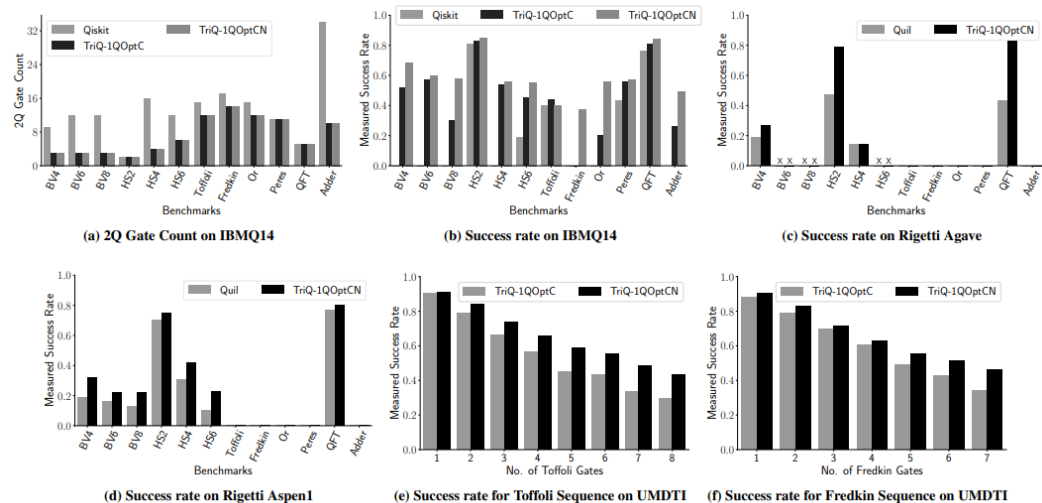 Qiskit
TriQ-1QOptC
TriQ-1QOptCN
2Q Gate Count
32
24
16
8
0
BV4 BV6 BV8 HS2 HS4 HS6 Toffoli Fredkin Or Peres QFT Adder
Benchmarks
(a) 2Q Gate Count on IBMQ14
Qiskit TriQ-1QOptC TriQ-1QOptCN
Measured Success Rate
1.0
0.8
0.6
0.4
0.2
0.0
BV4 BV6 BV8 HS2 HS4 HS6 Toffoli Fredkin Or Peres QFT Adder
Benchmarks
(b) Success rate on IBMQ14
Quil TriQ-1QOptCN
Measured Success Rate
1.0
0.8
0.6
0.4
0.2
0.0
X X X X X X
BV4 BV6 BV8 HS2 HS4 HS6 Toffoli Fredkin Or Peres QFT Adder
Benchmarks
(c) Success rate on Rigetti Agave
Quil TriQ-1QOptCN
Measured Success Rate
1.0
0.8
0.6
0.4
0.2
0.0
BV4 BV6 BV8 HS2 HS4 HS6 Toffoli Fredkin Or Peres QFT Adder
Benchmarks
(d) Success rate on Rigetti Aspen1
TriQ-1QOptC TriQ-1QOptCN
Measured Success Rate
1.0
0.8
0.6
0.4
0.2
0.0
1 2 3 4 5 6 7 8
No. of Toffoli Gates
(e) Success rate for Toffoli Sequence on UMDTI
TriQ-1QOptC TriQ-1QOptCN
Measured Success Rate
1.0
0.8
0.6
0.4
0.2
0.0
1 2 3 4 5 6 7
No. of Fredkin Gates
(f) Success rate for Fredkin Sequence on UMDTI